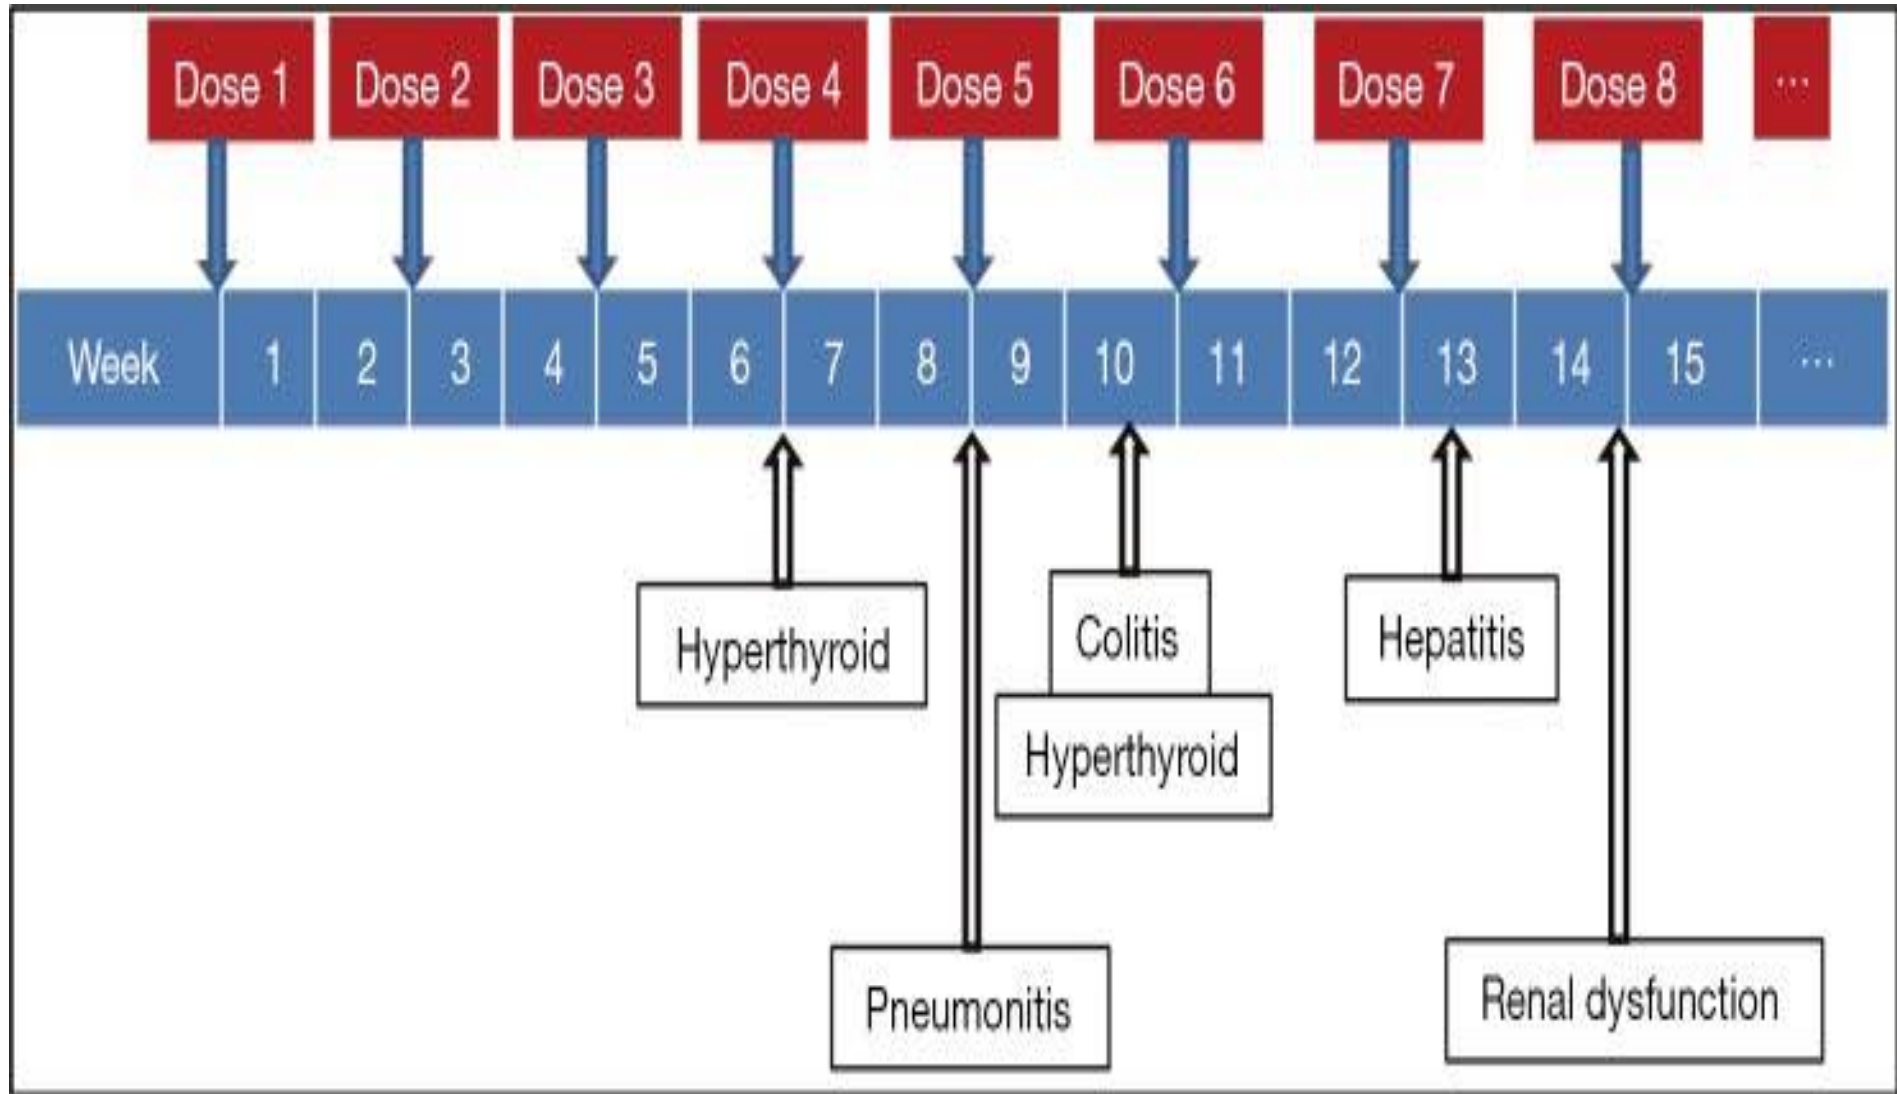 Dose 1 Dose 2 Dose 3 Dose 4 Dose 5 Dose 6 Dose 7 Dose 8 ...
Week 1 2 3 4 5 6 7 8 9 10 11 12 13 14 15 ...
Hyperthyroid
Colitis
Hepatitis
Hyperthyroid
Pneumonitis
Renal dysfunction